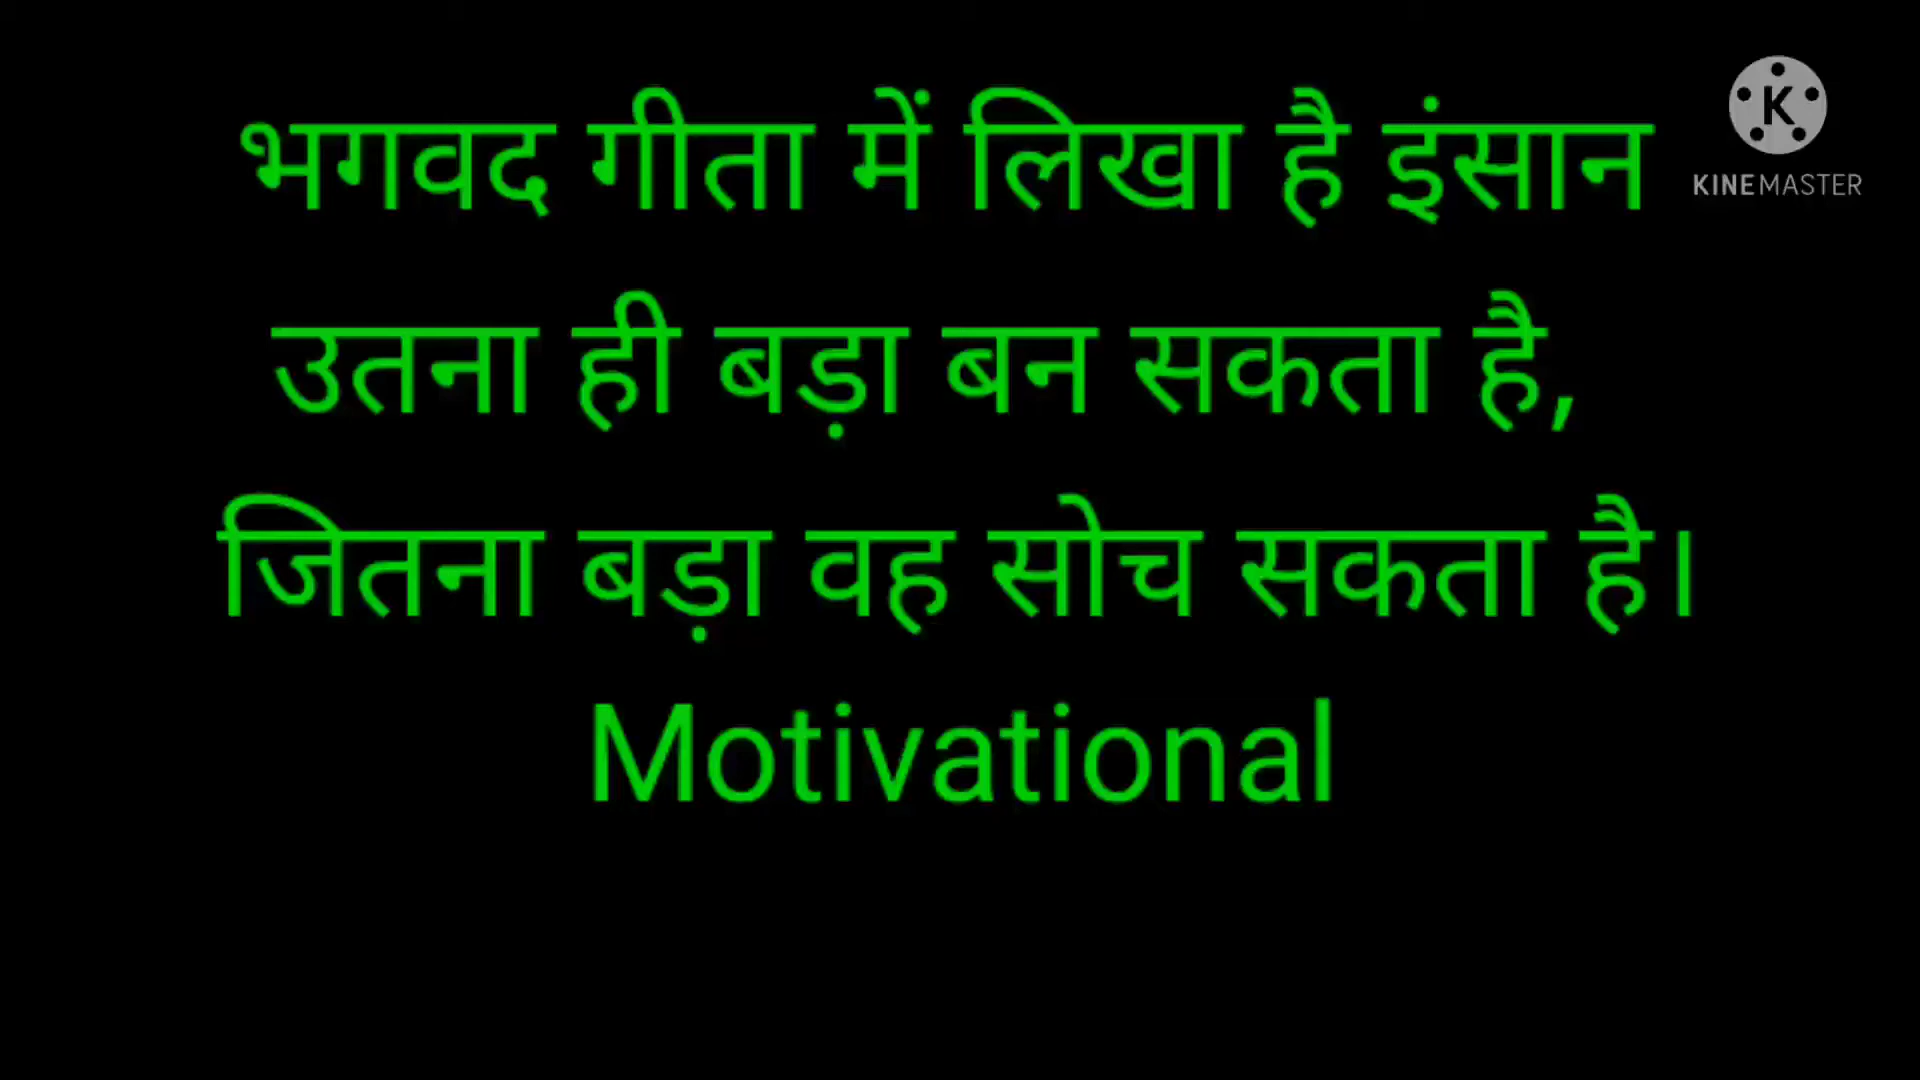 भगवद गीता में लिखा है इंसान
उतना ही बड़ा बन सकता है,
जितना बड़ा वह सोच सकता है।
Motivational
K
KINEMASTER